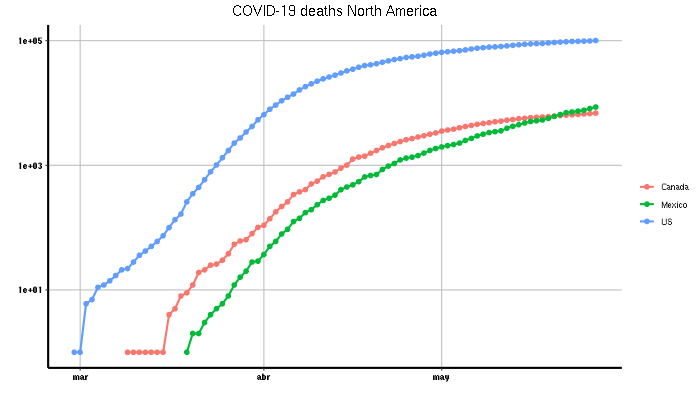 COVID-19 deaths North America
1e+05
1e+03
1e+01
mar
abr
may
Canada
Mexico
US